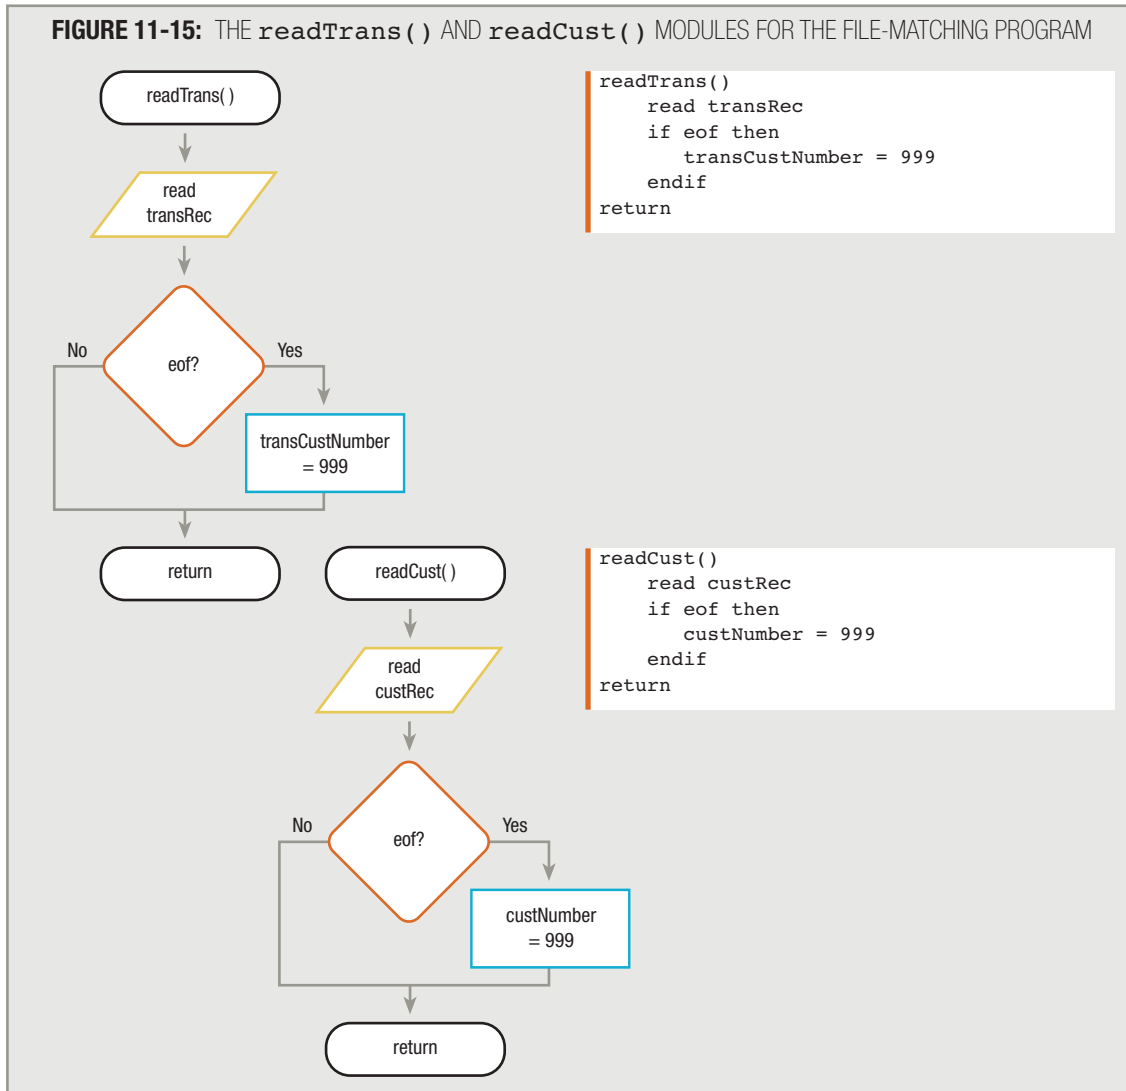 FIGURE 11-15: THE readTrans() AND readCust() MODULES FOR THE FILE-MATCHING PROGRAM
readTrans( )
read
transRec
eof?
No
Yes
transCustNumber
= 999
return
readTrans()
read transRec
if eof then
transCustNumber = 999
endif
return
readCust( )
read
custRec
eof?
No
Yes
custNumber
= 999
return
readCust()
read custRec
if eof then
custNumber = 999
endif
return